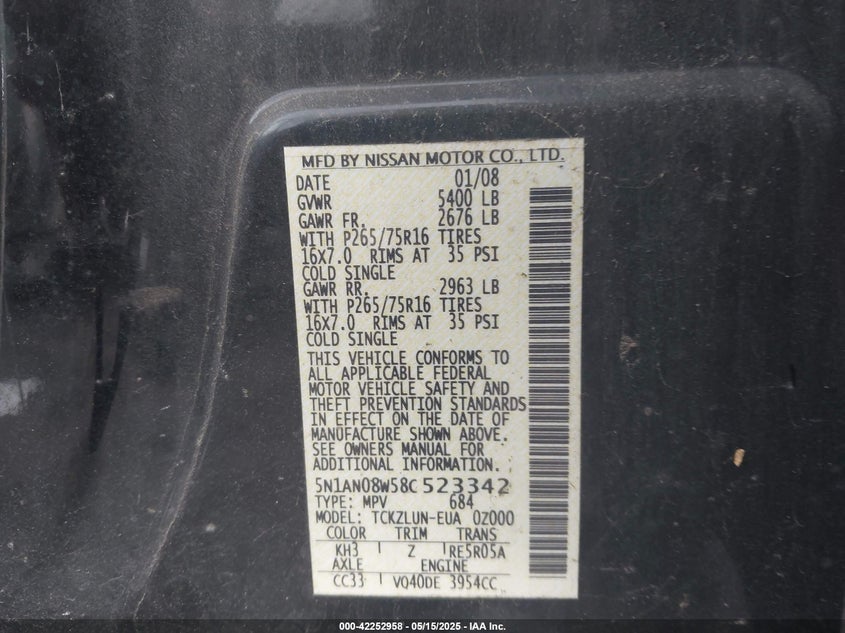 MFD BY NISSAN MOTOR CO., LTD.
DATE 01/08
GVWR 5400 LB
GAWR FR. 2676 LB
WITH P265/75R16 TIRES
16X7.0 RIMS AT 35 PSI
COLD SINGLE
GAWR RR. 2963 LB
WITH P265/75R16 TIRES
16X7.0 RIMS AT 35 PSI
COLD SINGLE
THIS VEHICLE CONFORMS TO
ALL APPLICABLE FEDERAL
MOTOR VEHICLE SAFETY AND
THEFT PREVENTION STANDARDS
IN EFFECT ON THE DATE OF
MANUFACTURE SHOWN ABOVE.
SEE OWNERS MANUAL FOR
ADDITIONAL INFORMATION.
5N1AN08W58C523342
TYPE: MPV 684
MODEL: TCKZLUN-EUA 0Z000
COLOR TRIM TRANS
KH3 Z RE5R05A
AXLE ENGINE
CC33 VQ40DE 3954CC
000-42252958 - 05/15/2025 - IAA Inc.